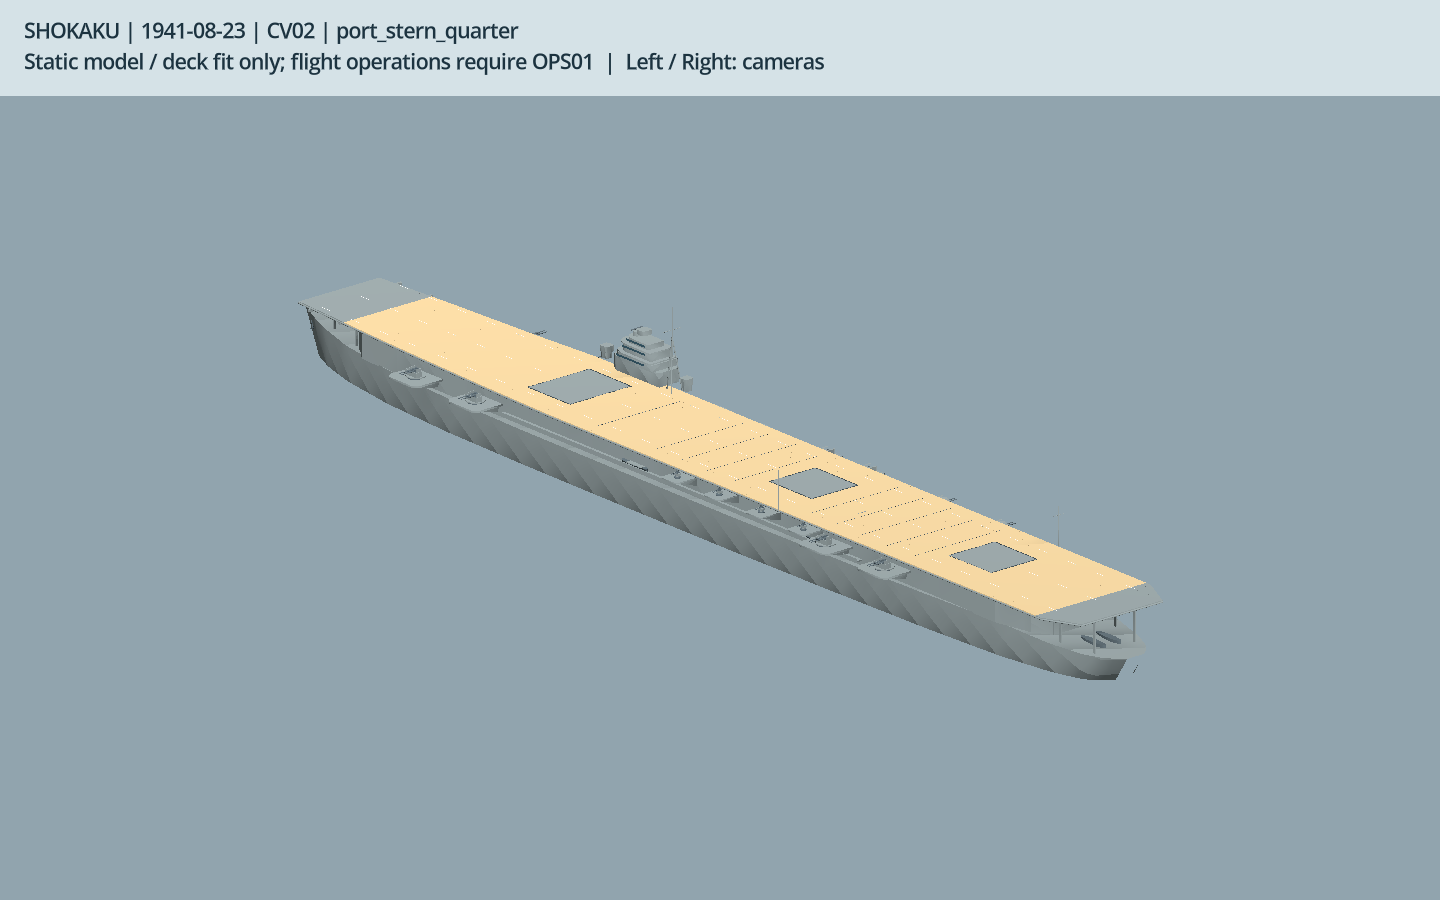 SHOKAKU | 1941-08-23 | CV02 | port_stern_quarter
Static model / deck fit only; flight operations require OPS01 | Left / Right: cameras